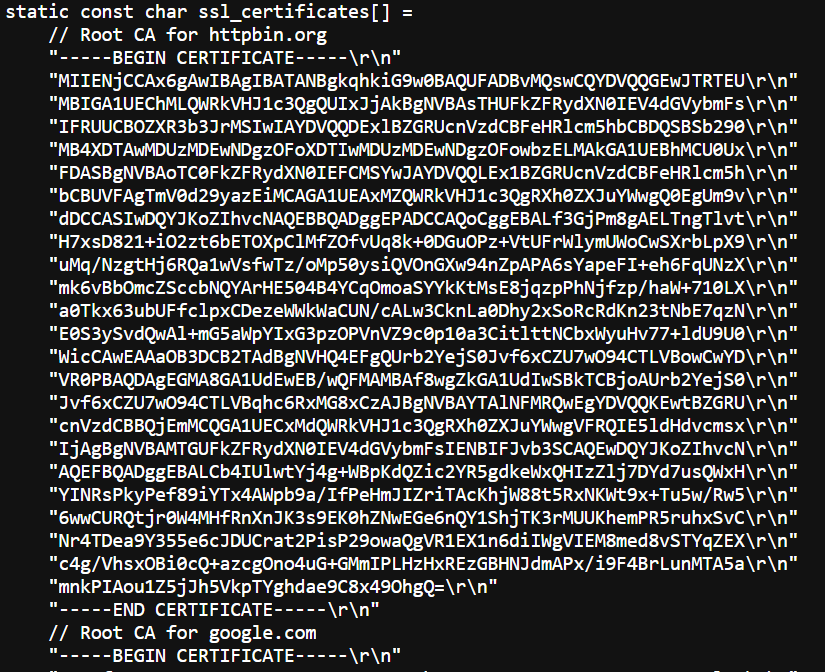 static const char ssl_certificates[] =
    // Root CA for httpbin.org
    "-----BEGIN CERTIFICATE-----\r\n"
    "MIIENjCCAx6gAwIBAgIBATANBgkqhkiG9w0BAQUFADBvMQswCQYDVQQGEwJTRTEU\r\n"
    "MBIGA1UEChMLQWRkVHJ1c3QgQUIxJjAkBgNVBAsTHUFkZFRydXN0IEV4dGVybmFs\r\n"
    "IFRUUCBOZXR3b3JrMSIwIAYDVQQDExlBZGRUcnVzdCBFeHRlcm5hbCBDQSBSb290\r\n"
    "MB4XDTAwMDUzMDEwNDgzOFoXDTIwMDUzMDEwNDgzOFowbzELMAkGA1UEBhMCU0Ux\r\n"
    "FDASBgNVBAoTC0FkZFRydXN0IEFCMSYwJAYDVQQLEx1BZGRUcnVzdCBFeHRlcm5h\r\n"
    "bCBUVFAgTmV0d29yazEiMCAGA1UEAxMZQWRkVHJ1c3QgRXh0ZXJuYWwgQ0EgUm9v\r\n"
    "dDCCASIwDQYJKoZIhvcNAQEBBQADggEPADCCAQoCggEBALf3GjPm8gAELTngTlvt\r\n"
    "H7xsD821+iO2zt6bETOXpClMfZOfvUq8k+0DGuOPz+VtUFrWlymUWoCwSXrbLpX9\r\n"
    "uMq/NzgtHj6RQa1wVsfwTz/oMp50ysiQVOnGXw94nZpAPA6sYapeFI+eh6FqUNzX\r\n"
    "mk6vBbOmcZSccbNQYArHE504B4YCqOmoaSYYkKtMsE8jqzpPhNjfzp/haW+710LX\r\n"
    "a0Tkx63ubUFfclpxCDezeWWkWaCUN/cALw3CknLa0Dhy2xSoRcRdKn23tNbE7qzN\r\n"
    "E0S3ySvdQwAl+mG5aWpYIxG3pzOPVnVZ9c0p10a3CitlttNCbxWyuHv77+ldU9U0\r\n"
    "WicCAwEAAaOB3DCB2TAdBgNVHQ4EFgQUrb2YejS0Jvf6xCZU7wO94CTLVBowCwYD\r\n"
    "VR0PBAQDAgEGMA8GA1UdEwEB/wQFMAMBAf8wgZkGA1UdIwSBkTCBjoAUrb2YejS0\r\n"
    "Jvf6xCZU7wO94CTLVBqhc6RxMG8xCzAJBgNVBAYTAlNFMRQwEgYDVQQKEwtBZGRU\r\n"
    "cnVzdCBBQjEmMCQGA1UECxMdQWRkVHJ1c3QgRXh0ZXJuYWwgVFRQIE5ldHdvcmsx\r\n"
    "IjAgBgNVBAMTGUFkZFRydXN0IEV4dGVybmFsIENBIFJvb3SCAQEwDQYJKoZIhvcN\r\n"
    "AQEFBQADggEBALCb4IUlwtYj4g+WBpKdQZic2YR5gdkeWxQHIzZlj7DYd7usQWxH\r\n"
    "YINRsPkyPef89iYTx4AWpb9a/IfPeHmJIZriTAcKhjW88t5RxNKWt9x+Tu5w/Rw5\r\n"
    "6wwCURQtjr0W4MHfRnXnJK3s9EK0hZNwEGe6nQY1ShjTK3rMUUKhemPR5ruhxSvC\r\n"
    "Nr4TDea9Y355e6cJDUCrat2PisP29owaQgVR1EX1n6diIWgVIEM8med8vSTYqZEX\r\n"
    "c4g/VhsxOBi0cQ+azcgOno4uG+GMmIPLHzHxREzGBHNJdmAPx/i9F4BrLunMTA5a\r\n"
    "mnkPIAou1Z5jJh5VkpTYghdae9C8x49OhgQ=\r\n"
    "-----END CERTIFICATE-----\r\n"
    // Root CA for google.com
    "-----BEGIN CERTIFICATE-----\r\n"